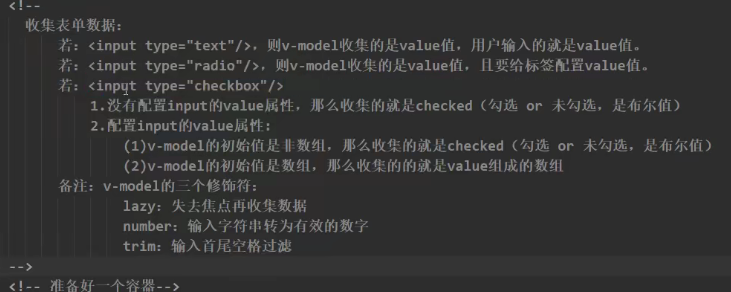 <!--
收集表单数据：
若：<input type="text"/>，则v-model收集的是value值，用户输入的就是value值。
若：<input type="radio"/>，则v-model收集的是value值，且要给标签配置value值。
若：<input type="checkbox"/>
1.没有配置input的value属性，那么收集的就是checked（勾选 or 未勾选，是布尔值）
2.配置input的value属性：
(1)v-model的初始值是非数组，那么收集的就是checked（勾选 or 未勾选，是布尔值）
(2)v-model的初始值是数组，那么收集的的就是value组成的数组
备注：v-model的三个修饰符：
lazy：失去焦点再收集数据
number：输入字符串转为有效的数字
trim：输入首尾空格过滤
-->
<!-- 准备好一个容器-->